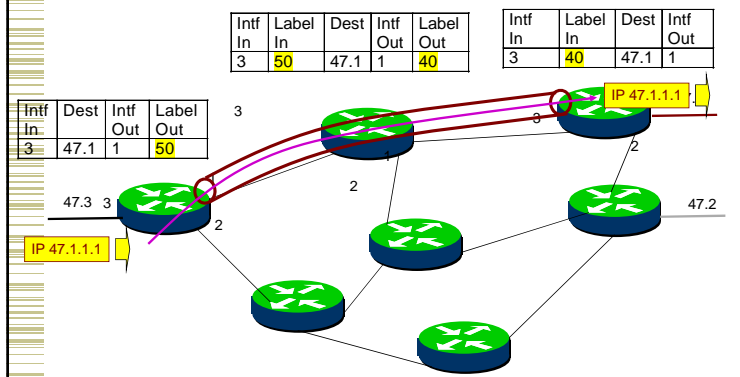 Intf In Label In Dest Intf Out Label Out
3 50 47.1 1 40
Intf In Label In Dest Intf Out
3 40 47.1 1
IP 47.1.1.1
Intf In Dest Intf Out Label Out
3 47.1 1 50
3
3
2
1
2
47.3 3
1
2
47.2
IP 47.1.1.1